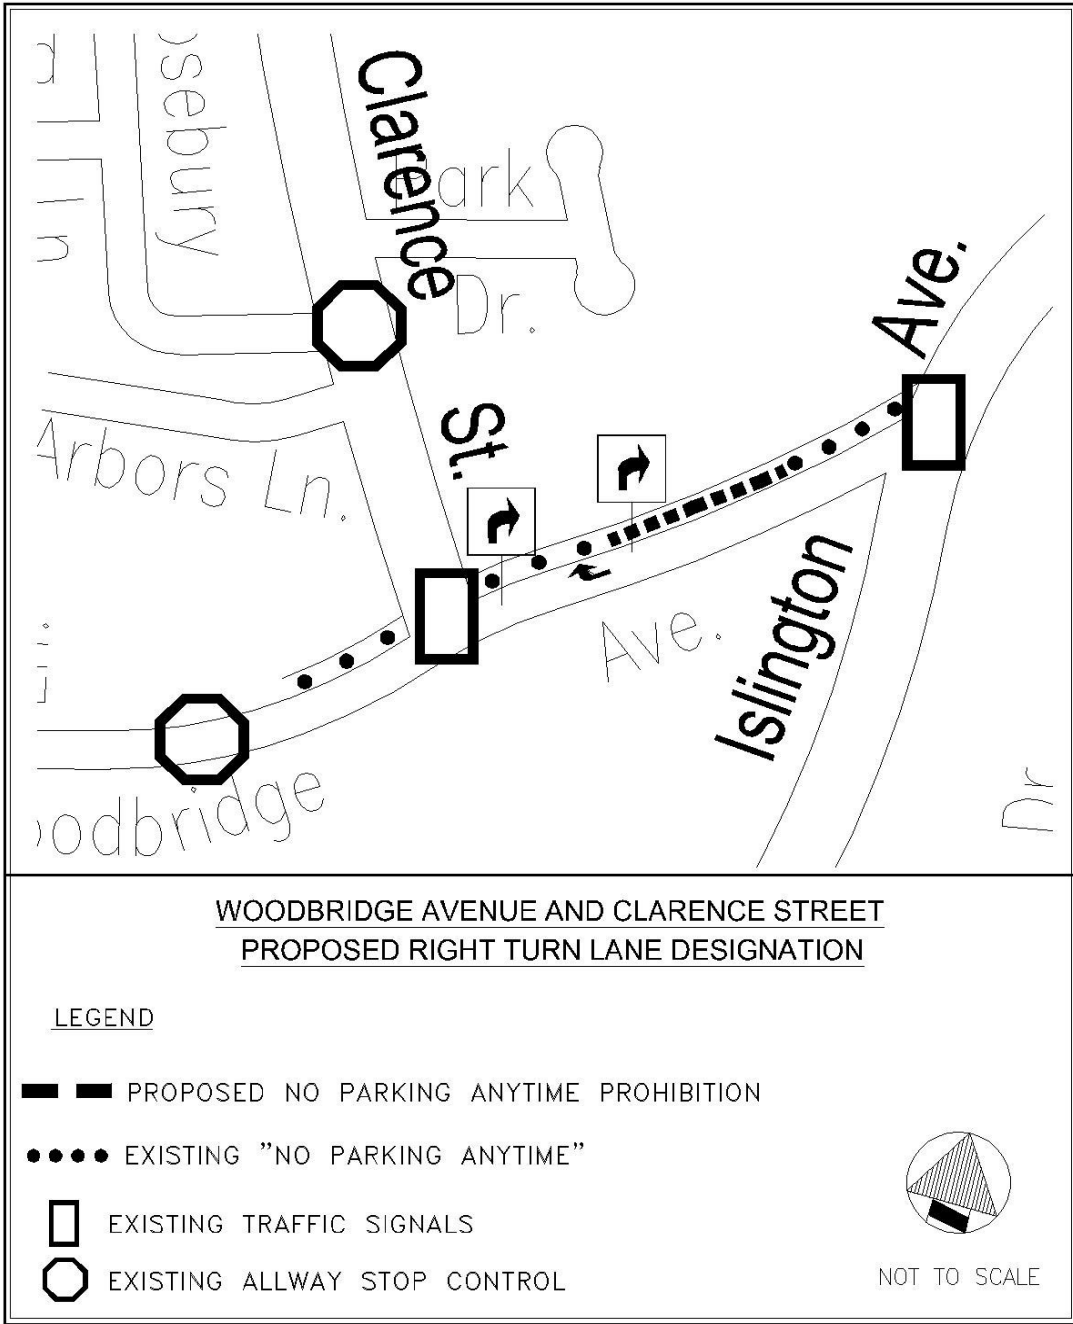 Clarence
St.
Park
Dr.
Islington
Ave.
Arbors Ln.
Ave.
Dr
WOODBRIDGE AVENUE AND CLARENCE STREET
PROPOSED RIGHT TURN LANE DESIGNATION
LEGEND
PROPOSED NO PARKING ANYTIME PROHIBITION
EXISTING "NO PARKING ANYTIME"
EXISTING TRAFFIC SIGNALS
EXISTING ALLWAY STOP CONTROL
NOT TO SCALE